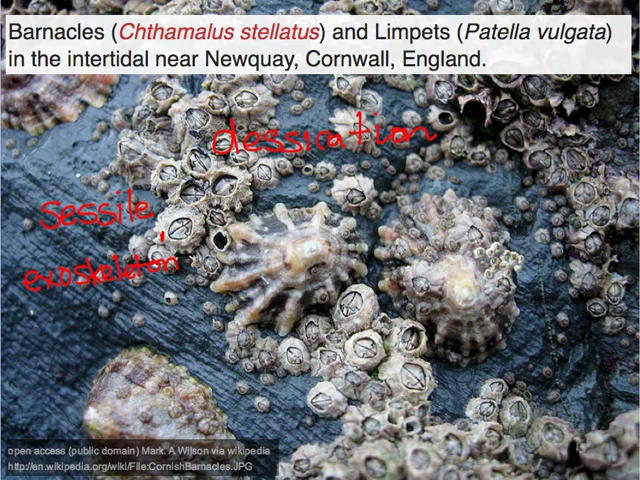 Barnacles (Chthamalus stellatus) and Limpets (Patella vulgata)
in the intertidal near Newquay, Cornwall, England.
dessication
sessile
exoskeleton
open access (public domain) Mark. A Wilson via wikipedia
http://en.wikipedia.org/wiki/File:CornishBarnacles.JPG